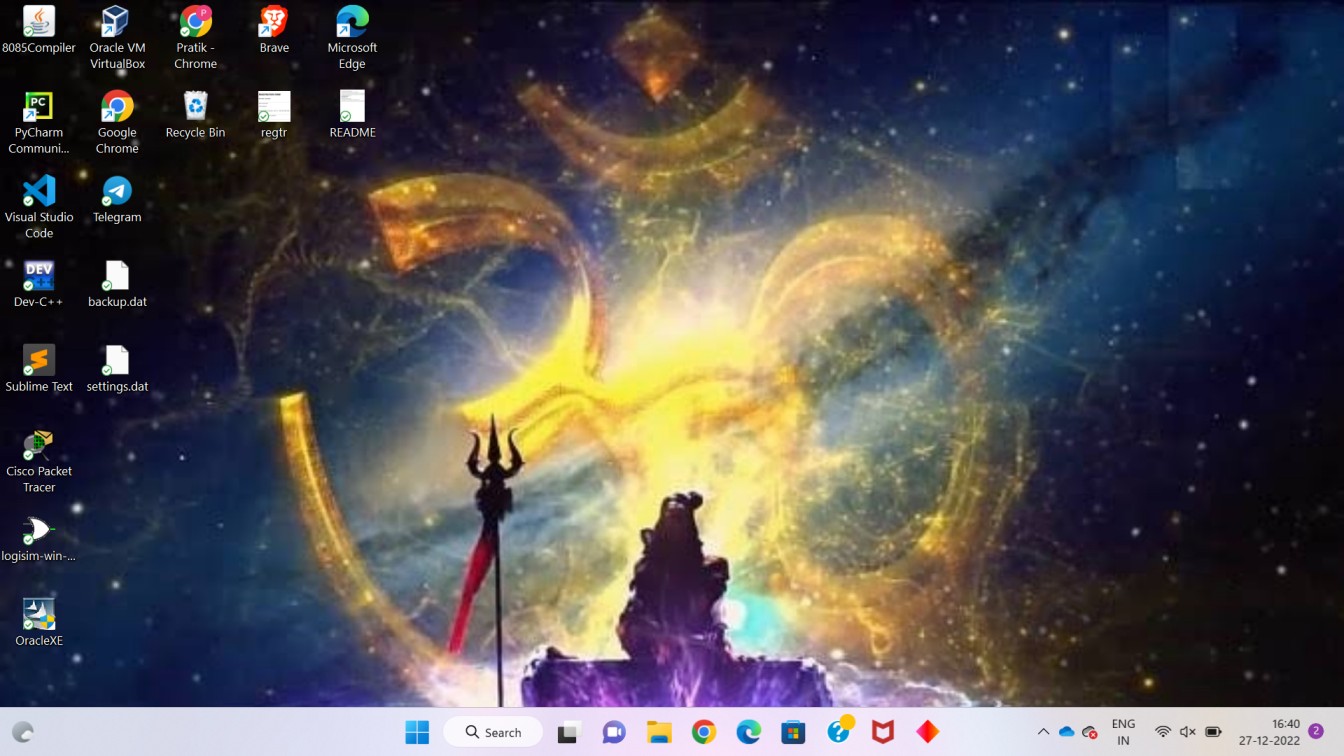 8085Compiler
Oracle VM
VirtualBox
Pratik -
Chrome
Brave
Microsoft
Edge
PC
PyCharm
Communi...
Google
Chrome
Recycle Bin
regtr
README
Visual Studio
Code
Telegram
DEV
Dev-C++
backup.dat
Sublime Text
settings.dat
Cisco Packet
Tracer
logisim-win-...
OracleXE
Search
ENG
IN
16:40
27-12-2022
2